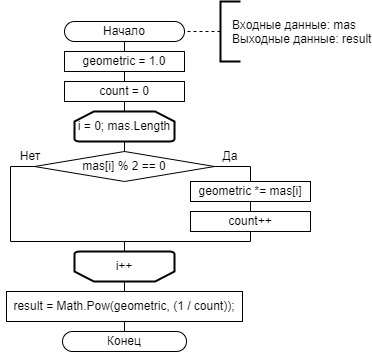 Начало
Входные данные: mas
Выходные данные: result
geometric = 1.0
count = 0
i = 0; mas.Length
Нет
Да
mas[i] % 2 == 0
geometric *= mas[i]
count++
i++
result = Math.Pow(geometric, (1 / count));
Конец